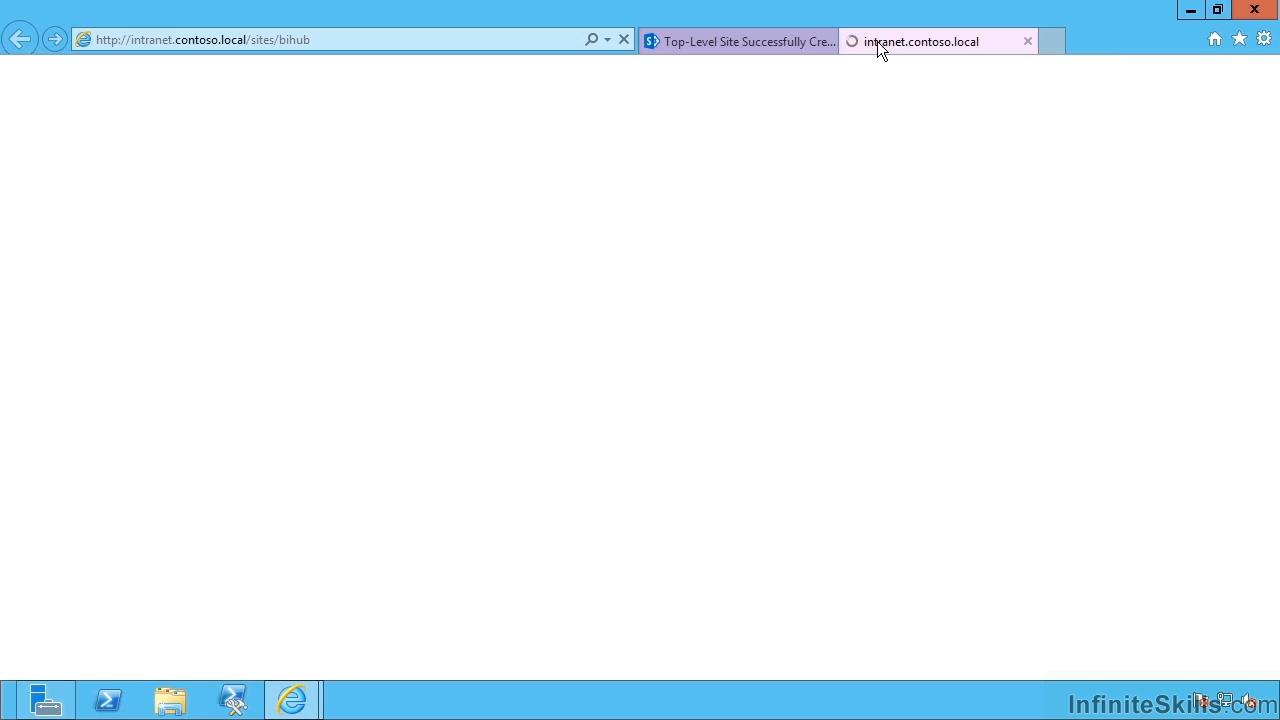 http://intranet.contoso.local/sites/bihub
Top-Level Site Successfully Cre...
intranet.contoso.local
InfiniteSkills.com